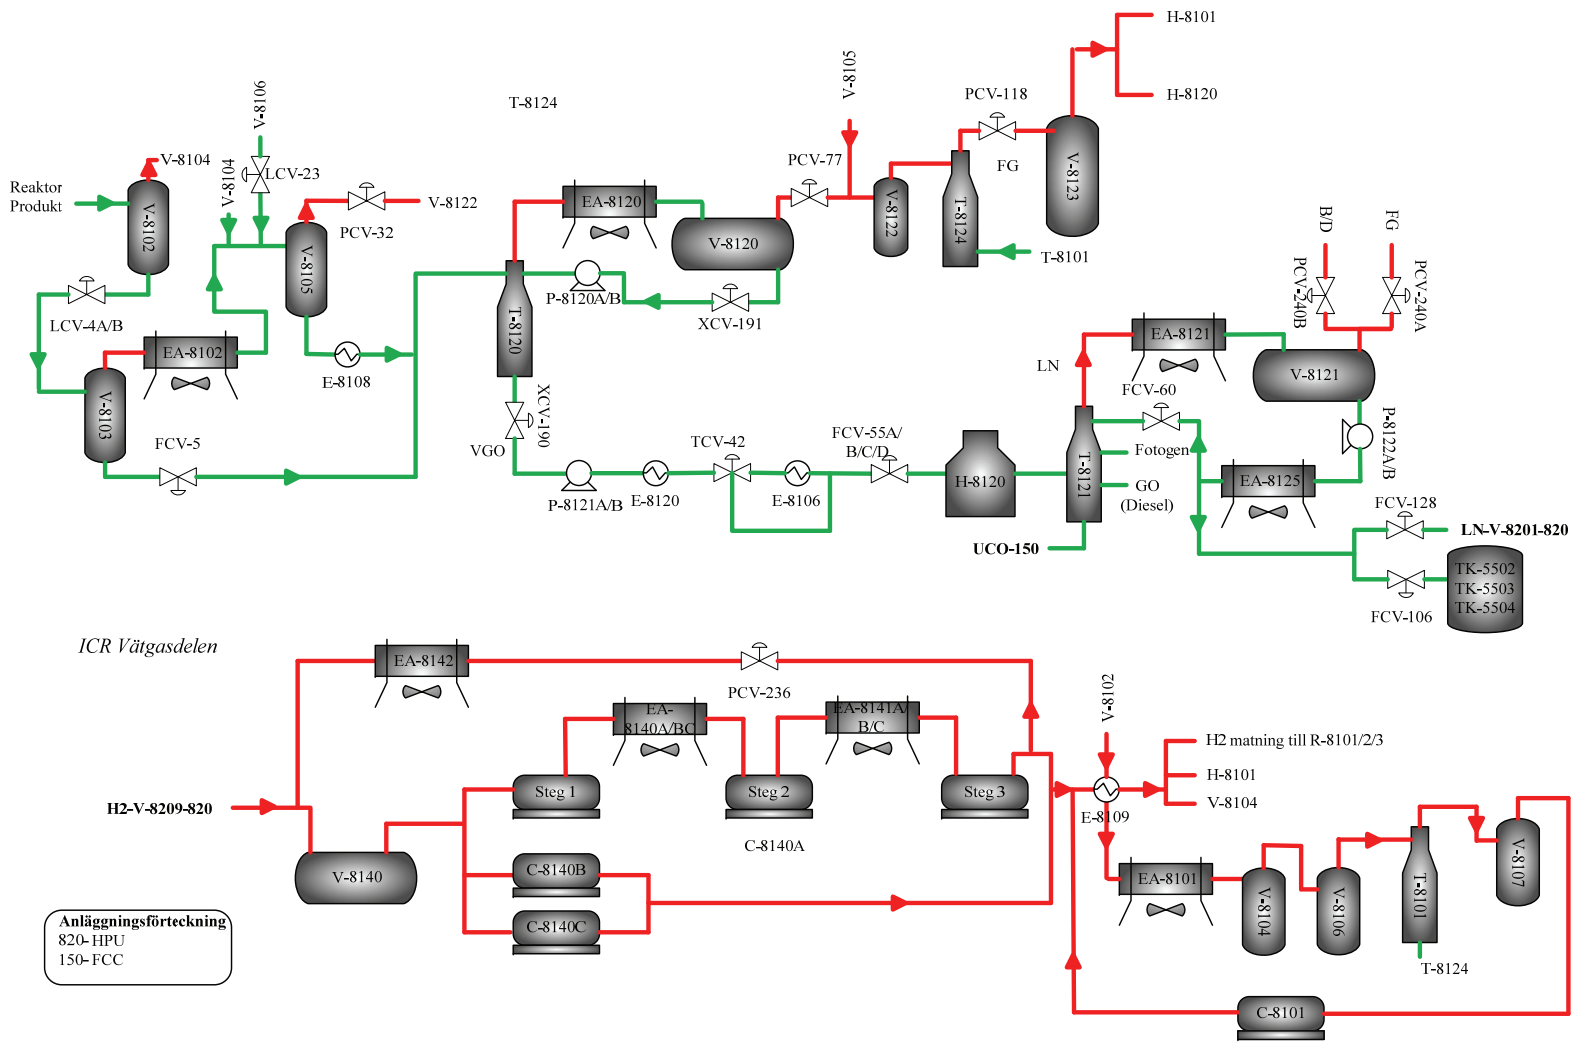 H-8101
V-8105
V-8106
PCV-118
H-8120
T-8124
FG
V-8104
V-8104
LCV-23
PCV-77
Reaktor
Produkt
V-8102
PCV-32
V-8122
EA-8120
V-8120
V-8122
T-8124
V-8123
T-8101
B/D
FG
V-8105
P-8120A/B
XCV-191
PCV-240B
PCV-240A
LCV-4A/B
T-8120
EA-8102
E-8108
EA-8121
V-8121
LN
FCV-60
V-8103
FCV-5
XCV-190
VGO
TCV-42
FCV-55A/
B/C/D
P-8122A/B
Fotogen
T-8121
P-8121A/B
E-8120
E-8106
H-8120
GO
(Diesel)
EA-8125
FCV-128
LN-V-8201-820
UCO-150
TK-5502
TK-5503
TK-5504
FCV-106
ICR Vätgasdelen
EA-8142
PCV-236
V-8102
EA-
8140A/BC
EA-8141A/
B/C
H2 matning till R-8101/2/3
H-8101
V-8104
H2-V-8209-820
Steg 1
Steg 2
Steg 3
E-8109
C-8140A
V-8140
C-8140B
C-8140C
EA-8101
V-8104
V-8106
T-8101
V-8107
T-8124
C-8101
Anläggningsförteckning
820- HPU
150- FCC